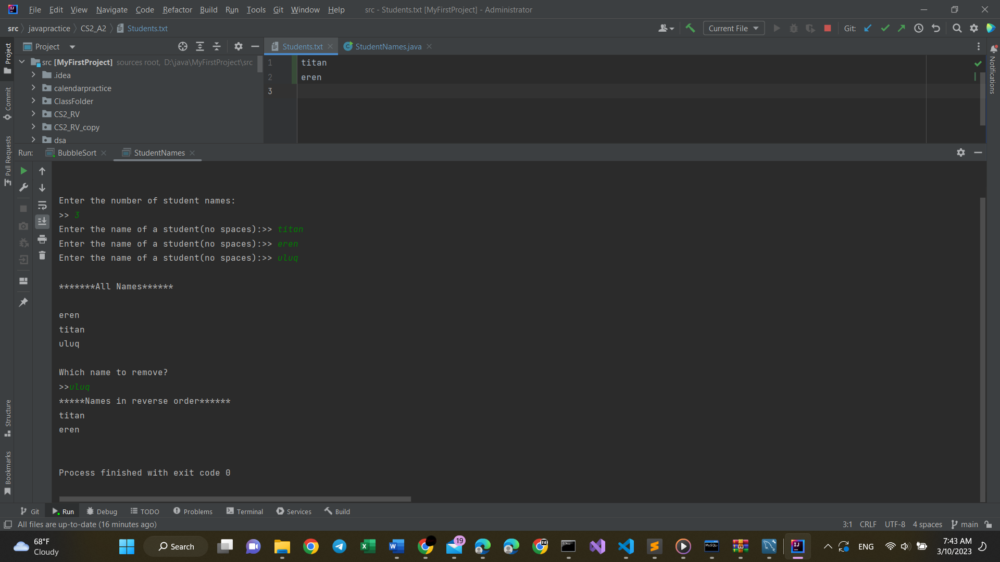 File Edit View Navigate Code Refactor Build Run Tools Git Window Help src - Students.txt [MyFirstProject] - Administrator
src javapractice CS2_A2 Students.txt Current File Git:
Project Students.txt StudentNames.java
src [MyFirstProject] sources root, D:\java\MyFirstProject\src
.idea
calendarpractice
ClassFolder
CS2_RV
CS2_RV_copy
dsa
1 titan
2 eren
3
Project
Commit
Pull Requests
Structure
Bookmarks
Notifications
Run: BubbleSort StudentNames
Enter the number of student names:
>> 3
Enter the name of a student(no spaces):>> titan
Enter the name of a student(no spaces):>> eren
Enter the name of a student(no spaces):>> uluq
*******All Names******
eren
titan
uluq
Which name to remove?
>>uluq
*****Names in reverse order******
titan
eren
Process finished with exit code 0
Git Run Debug TODO Problems Terminal Services Build
All files are up-to-date (16 minutes ago) 3:1 CRLF UTF-8 4 spaces main
68°F
Cloudy
Search
19
ENG
7:43 AM
3/10/2023